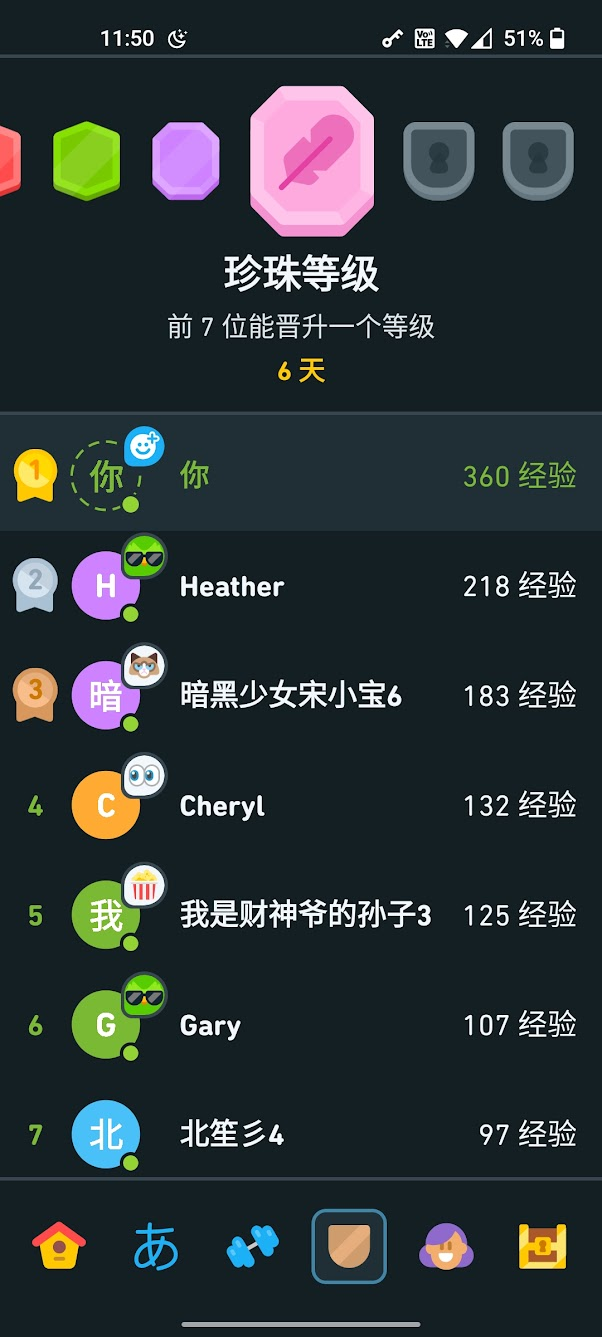 11:50
Vo LTE
51%
珍珠等级
前 7 位能晋升一个等级
6 天
1 你 你 360 经验
2 H Heather 218 经验
3 暗 暗黑少女宋小宝6 183 经验
4 C Cheryl 132 经验
5 我 我是财神爷的孙子3 125 经验
6 G Gary 107 经验
7 北 北笙彡4 97 经验
あ